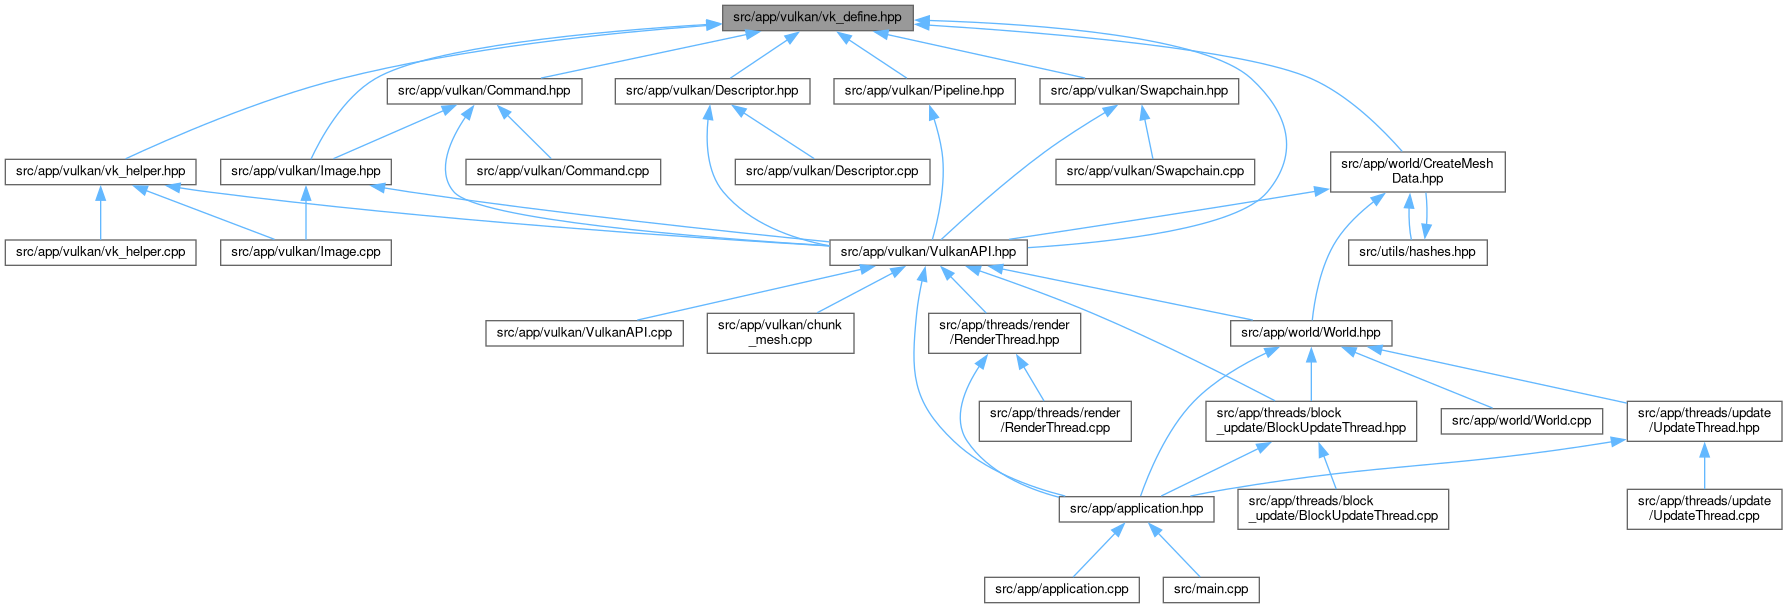 src/app/vulkan/vk_define.hpp
src/app/vulkan/Command.hpp
src/app/vulkan/Descriptor.hpp
src/app/vulkan/Pipeline.hpp
src/app/vulkan/Swapchain.hpp
src/app/vulkan/vk_helper.hpp
src/app/vulkan/Image.hpp
src/app/vulkan/Command.cpp
src/app/vulkan/Descriptor.cpp
src/app/vulkan/Swapchain.cpp
src/app/world/CreateMesh
Data.hpp
src/app/vulkan/vk_helper.cpp
src/app/vulkan/Image.cpp
src/app/vulkan/VulkanAPI.hpp
src/utils/hashes.hpp
src/app/vulkan/VulkanAPI.cpp
src/app/vulkan/chunk
_mesh.cpp
src/app/threads/render
/RenderThread.hpp
src/app/world/World.hpp
src/app/threads/render
/RenderThread.cpp
src/app/threads/block
_update/BlockUpdateThread.hpp
src/app/world/World.cpp
src/app/threads/update
/UpdateThread.hpp
src/app/application.hpp
src/app/threads/block
_update/BlockUpdateThread.cpp
src/app/threads/update
/UpdateThread.cpp
src/app/application.cpp
src/main.cpp